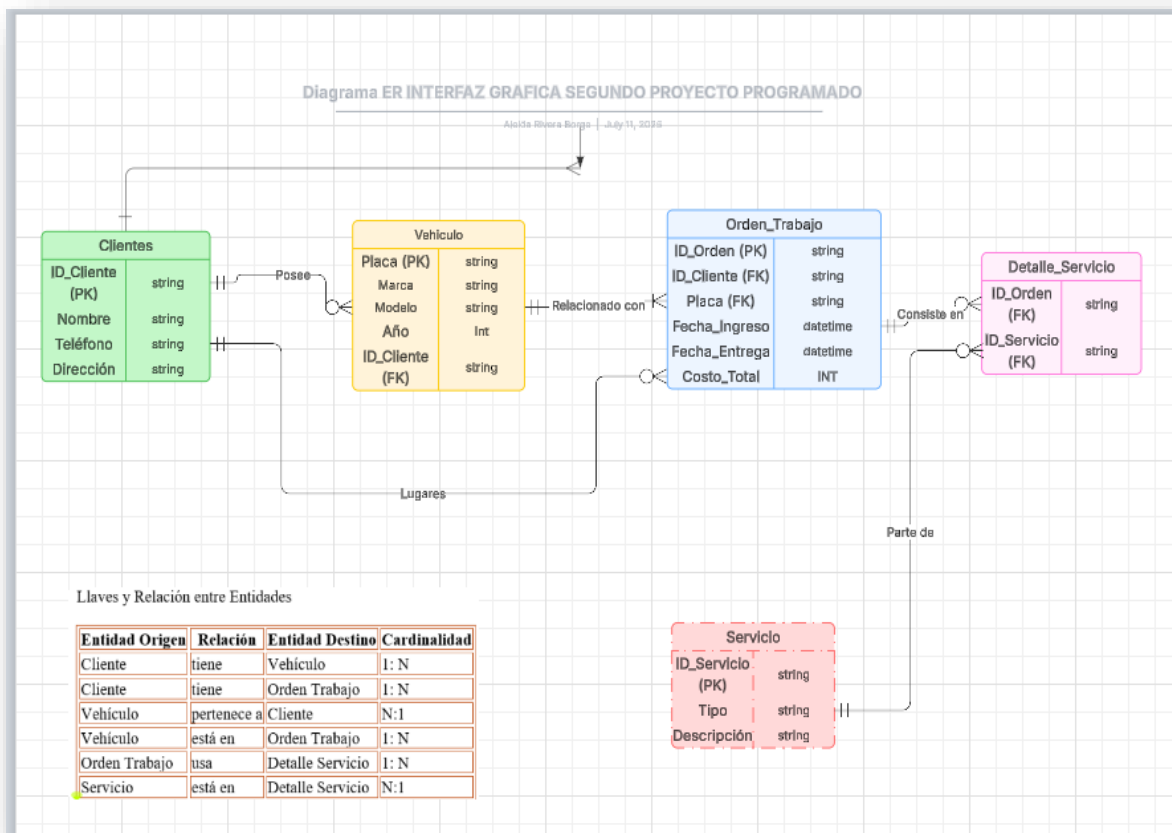 Diagrama ER INTERFAZ GRAFICA SEGUNDO PROYECTO PROGRAMADO
Rivera | July 11,
Clientes
ID_Cliente
(PK)
string
Nombre string
Teléfono string
Dirección string
Posee
Vehiculo
Placa (PK) string
Marca string
Modelo string
Año Int
ID_Cliente
(FK)
string
Relacionado con
Orden_Trabajo
ID_Orden (PK) string
ID_Cliente (FK) string
Placa (FK) string
Fecha_Ingreso datetime
Fecha_Entrega datetime
Costo_Total INT
Consiste en
Detalle_Servicio
ID_Orden
(FK)
string
ID_Servicio
(FK)
string
Lugares
Parte de
Servicio
ID_Servicio
(PK)
string
Tipo string
Descripción string
Llaves y Relación entre Entidades
Entidad Origen Relación Entidad Destino Cardinalidad
Cliente tiene Vehículo 1: N
Cliente tiene Orden Trabajo 1: N
Vehículo pertenece a Cliente N:1
Vehículo está en Orden Trabajo 1: N
Orden Trabajo usa Detalle Servicio 1: N
Servicio está en Detalle Servicio N:1